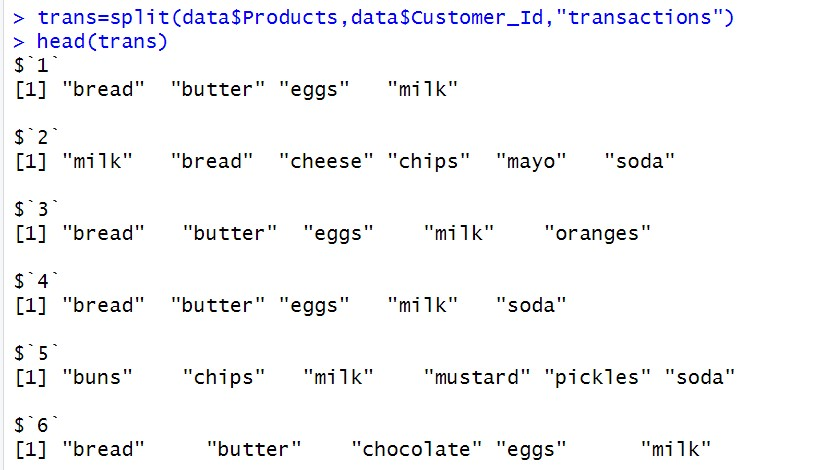 > trans=split(data$Products,data$Customer_Id,"transactions")
> head(trans)
$`1`
[1] "bread"  "butter" "eggs"   "milk"
$`2`
[1] "milk"   "bread"  "cheese" "chips"  "mayo"   "soda"
$`3`
[1] "bread"   "butter"  "eggs"    "milk"    "oranges"
$`4`
[1] "bread"  "butter" "eggs"   "milk"   "soda"
$`5`
[1] "buns"    "chips"   "milk"    "mustard" "pickles" "soda"
$`6`
[1] "bread"     "butter"    "chocolate" "eggs"      "milk"